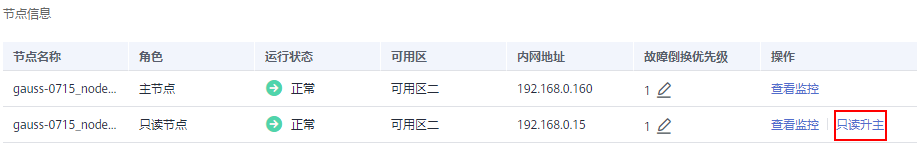 节点信息
节点名称 角色 运行状态 可用区 内网地址 故障倒换优先级 操作
gauss-0715_node... 主节点 正常 可用区二 192.168.0.160 1 查看监控
gauss-0715_node... 只读节点 正常 可用区二 192.168.0.15 1 查看监控 只读升主